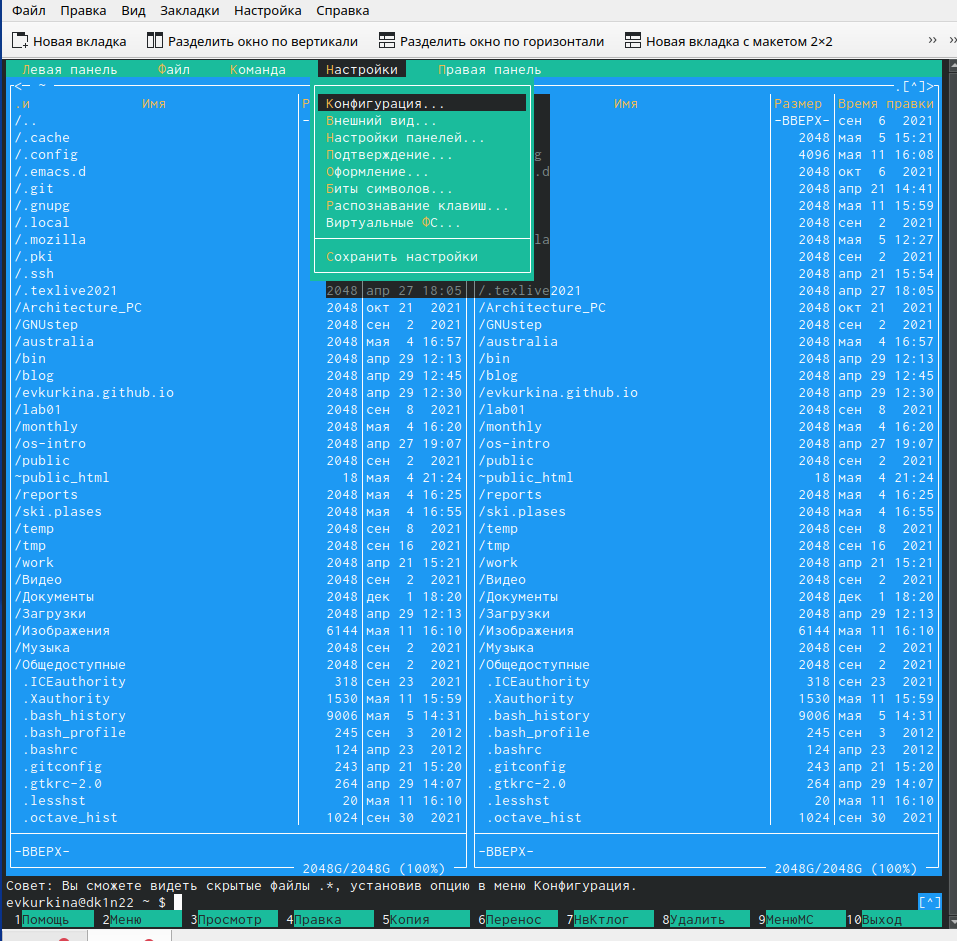 Файл Правка Вид Закладки Настройка Справка
Новая вкладка Разделить окно по вертикали Разделить окно по горизонтали Новая вкладка с макетом 2×2 ›› ››
Левая панель Файл Команда Настройки Правая панель
<─ ~ .[^]>
.и Имя Р Имя Размер Время правки
Конфигурация...
Внешний вид...
Настройки панелей...
Подтверждение...
Оформление...
Биты символов...
Распознавание клавиш...
Виртуальные ФС...
Сохранить настройки
/.. -ВВЕРХ- сен 6 2021
/.cache 2048 мая 5 15:21
/.config g 4096 мая 11 16:08
/.emacs.d .d 2048 окт 6 2021
/.git 2048 апр 21 14:41
/.gnupg 2048 мая 11 15:59
/.local 2048 сен 2 2021
/.mozilla la 2048 мая 5 12:27
/.pki 2048 сен 2 2021
/.ssh 2048 апр 21 15:54
/.texlive2021 2048 апр 27 18:05 /.texlive2021 2048 апр 27 18:05
/Architecture_PC 2048 окт 21 2021 /Architecture_PC 2048 окт 21 2021
/GNUstep 2048 сен 2 2021 /GNUstep 2048 сен 2 2021
/australia 2048 мая 4 16:57 /australia 2048 мая 4 16:57
/bin 2048 апр 29 12:13 /bin 2048 апр 29 12:13
/blog 2048 апр 29 12:45 /blog 2048 апр 29 12:45
/evkurkina.github.io 2048 апр 29 12:30 /evkurkina.github.io 2048 апр 29 12:30
/lab01 2048 сен 8 2021 /lab01 2048 сен 8 2021
/monthly 2048 мая 4 16:20 /monthly 2048 мая 4 16:20
/os-intro 2048 апр 27 19:07 /os-intro 2048 апр 27 19:07
/public 2048 сен 2 2021 /public 2048 сен 2 2021
~public_html 18 мая 4 21:24 ~public_html 18 мая 4 21:24
/reports 2048 мая 4 16:25 /reports 2048 мая 4 16:25
/ski.plases 2048 мая 4 16:55 /ski.plases 2048 мая 4 16:55
/temp 2048 сен 8 2021 /temp 2048 сен 8 2021
/tmp 2048 сен 16 2021 /tmp 2048 сен 16 2021
/work 2048 апр 21 15:21 /work 2048 апр 21 15:21
/Видео 2048 сен 2 2021 /Видео 2048 сен 2 2021
/Документы 2048 дек 1 18:20 /Документы 2048 дек 1 18:20
/Загрузки 2048 апр 29 12:13 /Загрузки 2048 апр 29 12:13
/Изображения 6144 мая 11 16:10 /Изображения 6144 мая 11 16:10
/Музыка 2048 сен 2 2021 /Музыка 2048 сен 2 2021
/Общедоступные 2048 сен 2 2021 /Общедоступные 2048 сен 2 2021
.ICEauthority 318 сен 23 2021 .ICEauthority 318 сен 23 2021
.Xauthority 1530 мая 11 15:59 .Xauthority 1530 мая 11 15:59
.bash_history 9006 мая 5 14:31 .bash_history 9006 мая 5 14:31
.bash_profile 245 сен 3 2012 .bash_profile 245 сен 3 2012
.bashrc 124 апр 23 2012 .bashrc 124 апр 23 2012
.gitconfig 243 апр 21 15:20 .gitconfig 243 апр 21 15:20
.gtkrc-2.0 264 апр 29 14:07 .gtkrc-2.0 264 апр 29 14:07
.lesshst 20 мая 11 16:10 .lesshst 20 мая 11 16:10
.octave_hist 1024 сен 30 2021 .octave_hist 1024 сен 30 2021
-ВВЕРХ- -ВВЕРХ-
2048G/2048G (100%) 2048G/2048G (100%)
Совет: Вы сможете видеть скрытые файлы .*, установив опцию в меню Конфигурация.
evkurkina@dk1n22 ~ $ [^]
1Помощь 2Меню 3Просмотр 4Правка 5Копия 6Перенос 7НвКтлог 8Удалить 9МенюMC 10Выход